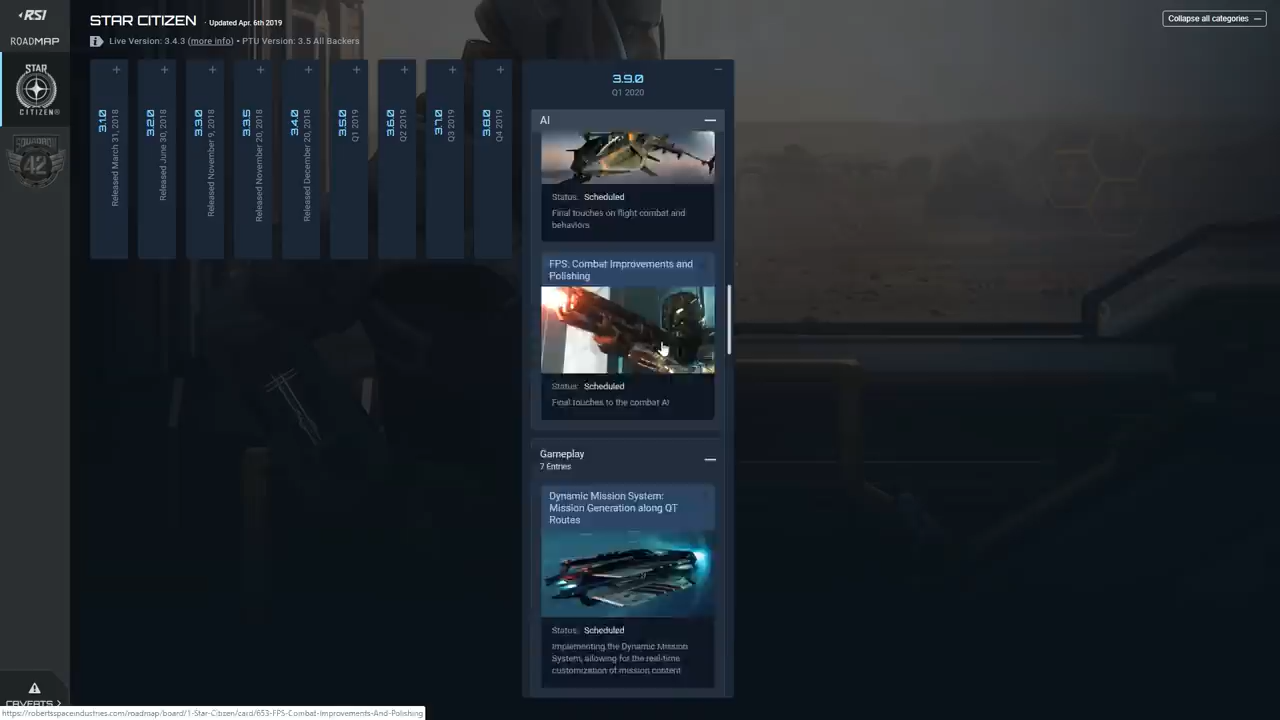 RSI
ROADMAP
STAR CITIZEN
SQUADRON
42
CAVEATS
STAR CITIZEN · Updated Apr. 6th 2019
Live Version: 3.4.3 (more info) • PTU Version: 3.5 All Backers
Collapse all categories
3.1.0 Released March 31, 2018
3.2.0 Released June 30, 2018
3.3.0 Released November 9, 2018
3.3.5 Released November 20, 2018
3.4.0 Released December 20, 2018
3.5.0 Q1 2019
3.6.0 Q2 2019
3.7.0 Q3 2019
3.8.0 Q4 2019
3.9.0
Q1 2020
AI
Status: Scheduled
Final touches on flight combat and
behaviors
FPS: Combat Improvements and
Polishing
Status: Scheduled
Final touches to the combat AI
Gameplay
7 Entries
Dynamic Mission System:
Mission Generation along QT
Routes
Status: Scheduled
Implementing the Dynamic Mission
System, allowing for the real-time
customization of mission content
https://robertsspaceindustries.com/roadmap/board/1-Star-Citizen/card/653-FPS-Combat-Improvements-And-Polishing